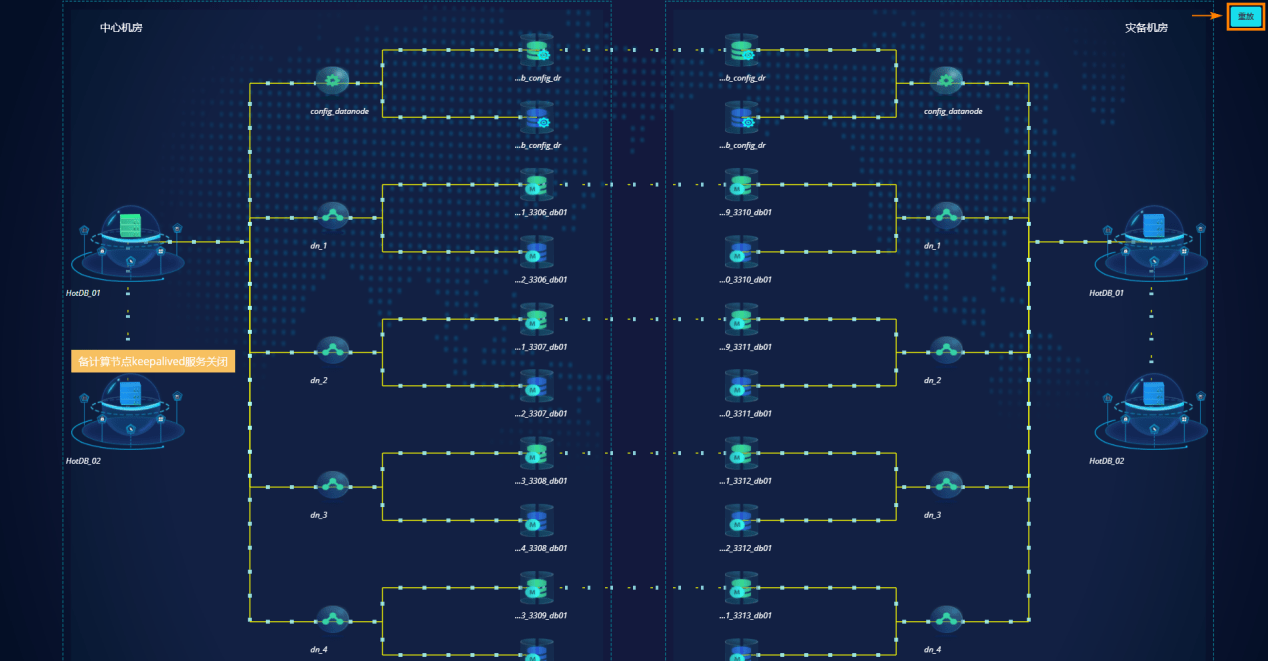 中心机房
灾备机房
重放
...b_config_dr
...b_config_dr
config_datanode
config_datanode
...b_config_dr
...b_config_dr
...1_3306_db01
...9_3310_db01
dn_1
dn_1
...2_3306_db01
...0_3310_db01
HotDB_01
HotDB_01
...1_3307_db01
...9_3311_db01
备计算节点keepalived服务关闭
dn_2
dn_2
...2_3307_db01
...0_3311_db01
HotDB_02
HotDB_02
...3_3308_db01
...1_3312_db01
dn_3
dn_3
...4_3308_db01
...2_3312_db01
...3_3309_db01
...1_3313_db01
dn_4
dn_4